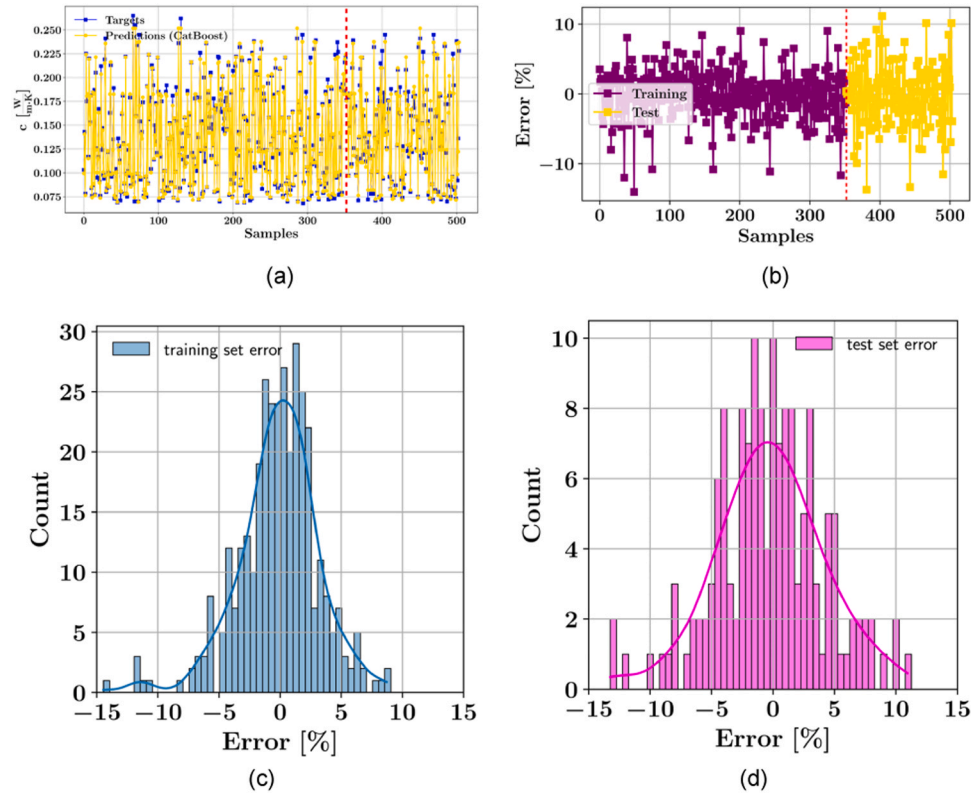 Targets
Predictions (CatBoost)
c [W/m·K]
0.250
0.225
0.200
0.175
0.150
0.125
0.100
0.075
0 100 200 300 400 500
Samples
(a)
Training
Test
Error [%]
10
0
−10
0 100 200 300 400 500
Samples
(b)
training set error
Count
30
25
20
15
10
5
0
−15 −10 −5 0 5 10 15
Error [%]
(c)
test set error
Count
10
8
6
4
2
0
−15 −10 −5 0 5 10 15
Error [%]
(d)